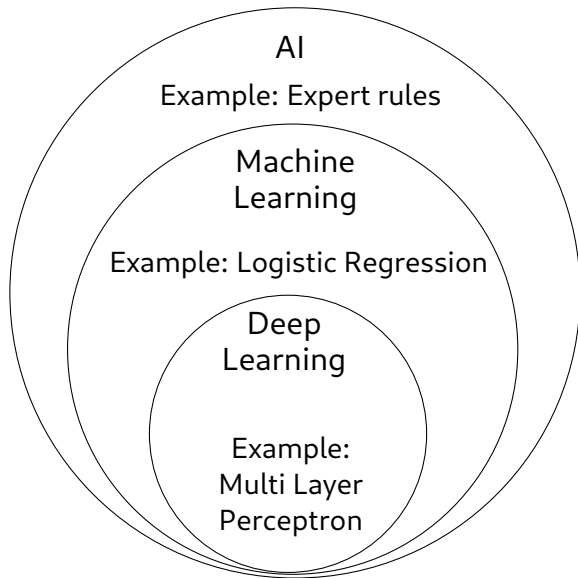 AI
Example: Expert rules
Machine
Learning
Example: Logistic Regression
Deep
Learning
Example:
Multi Layer
Perceptron